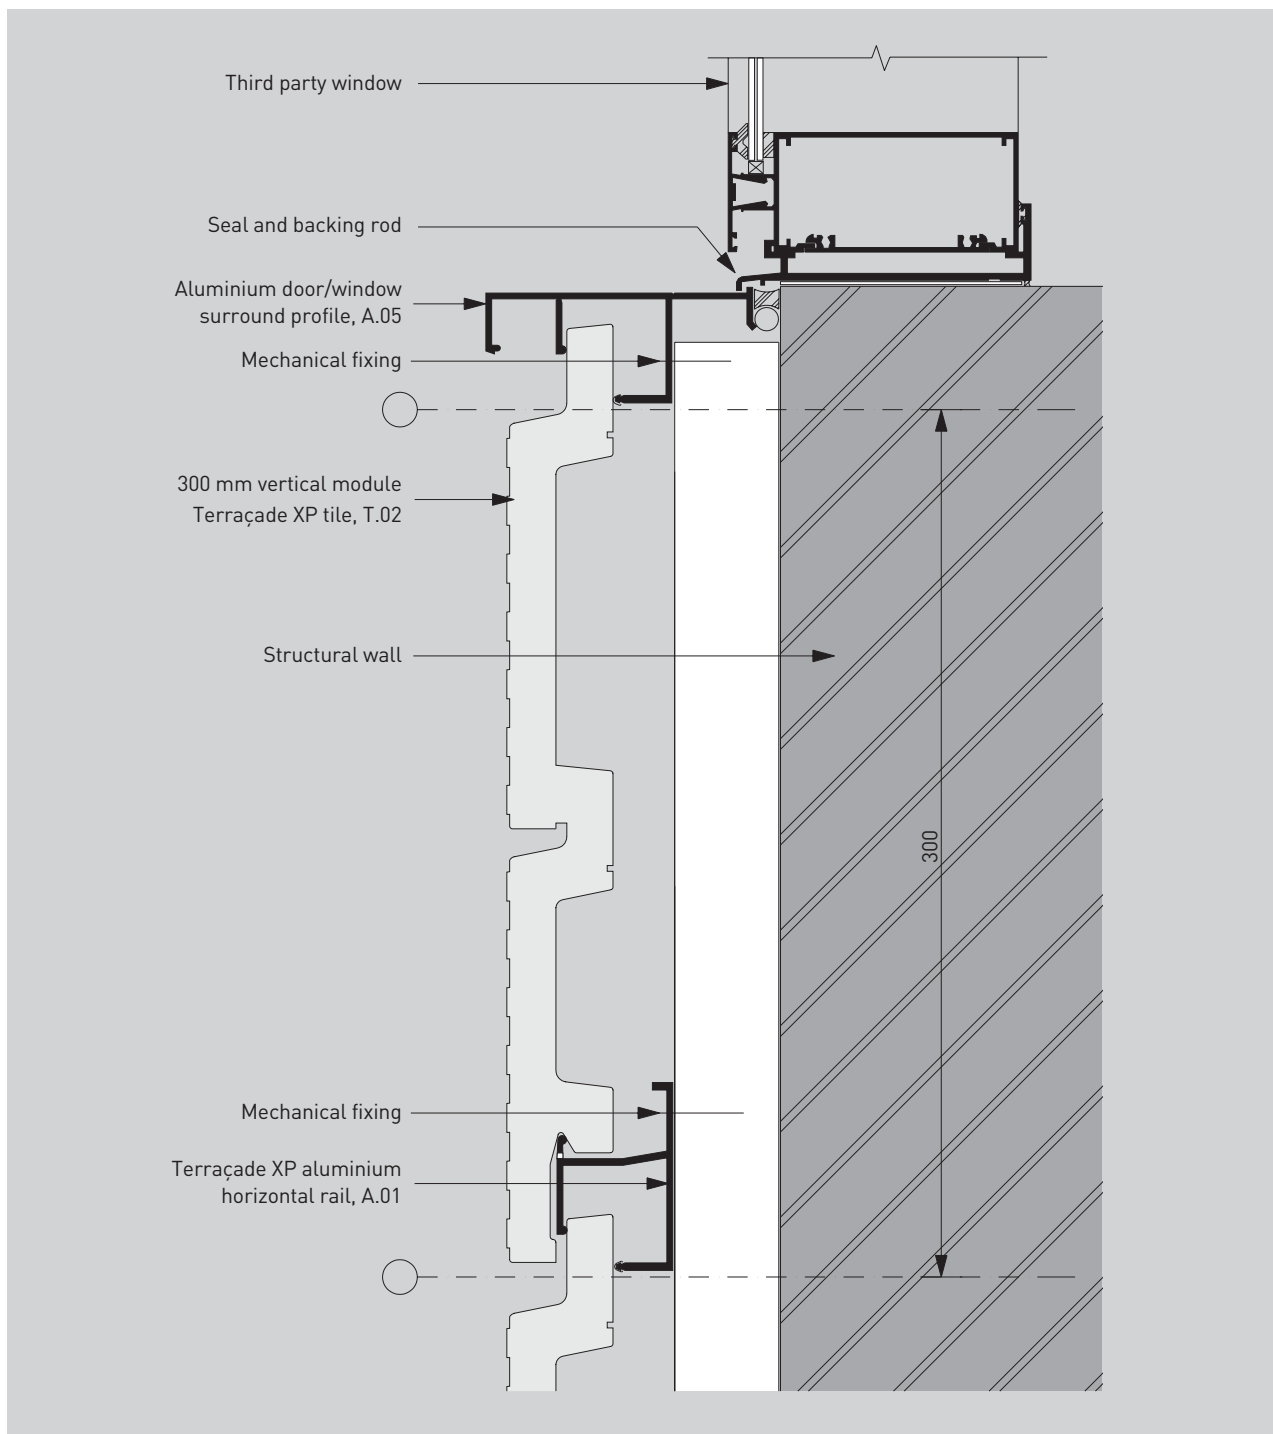 Third party window
Seal and backing rod
Aluminium door/window
surround profile, A.05
Mechanical fixing
300 mm vertical module
Terraçade XP tile, T.02
Structural wall
300
Mechanical fixing
Terraçade XP aluminium
horizontal rail, A.01